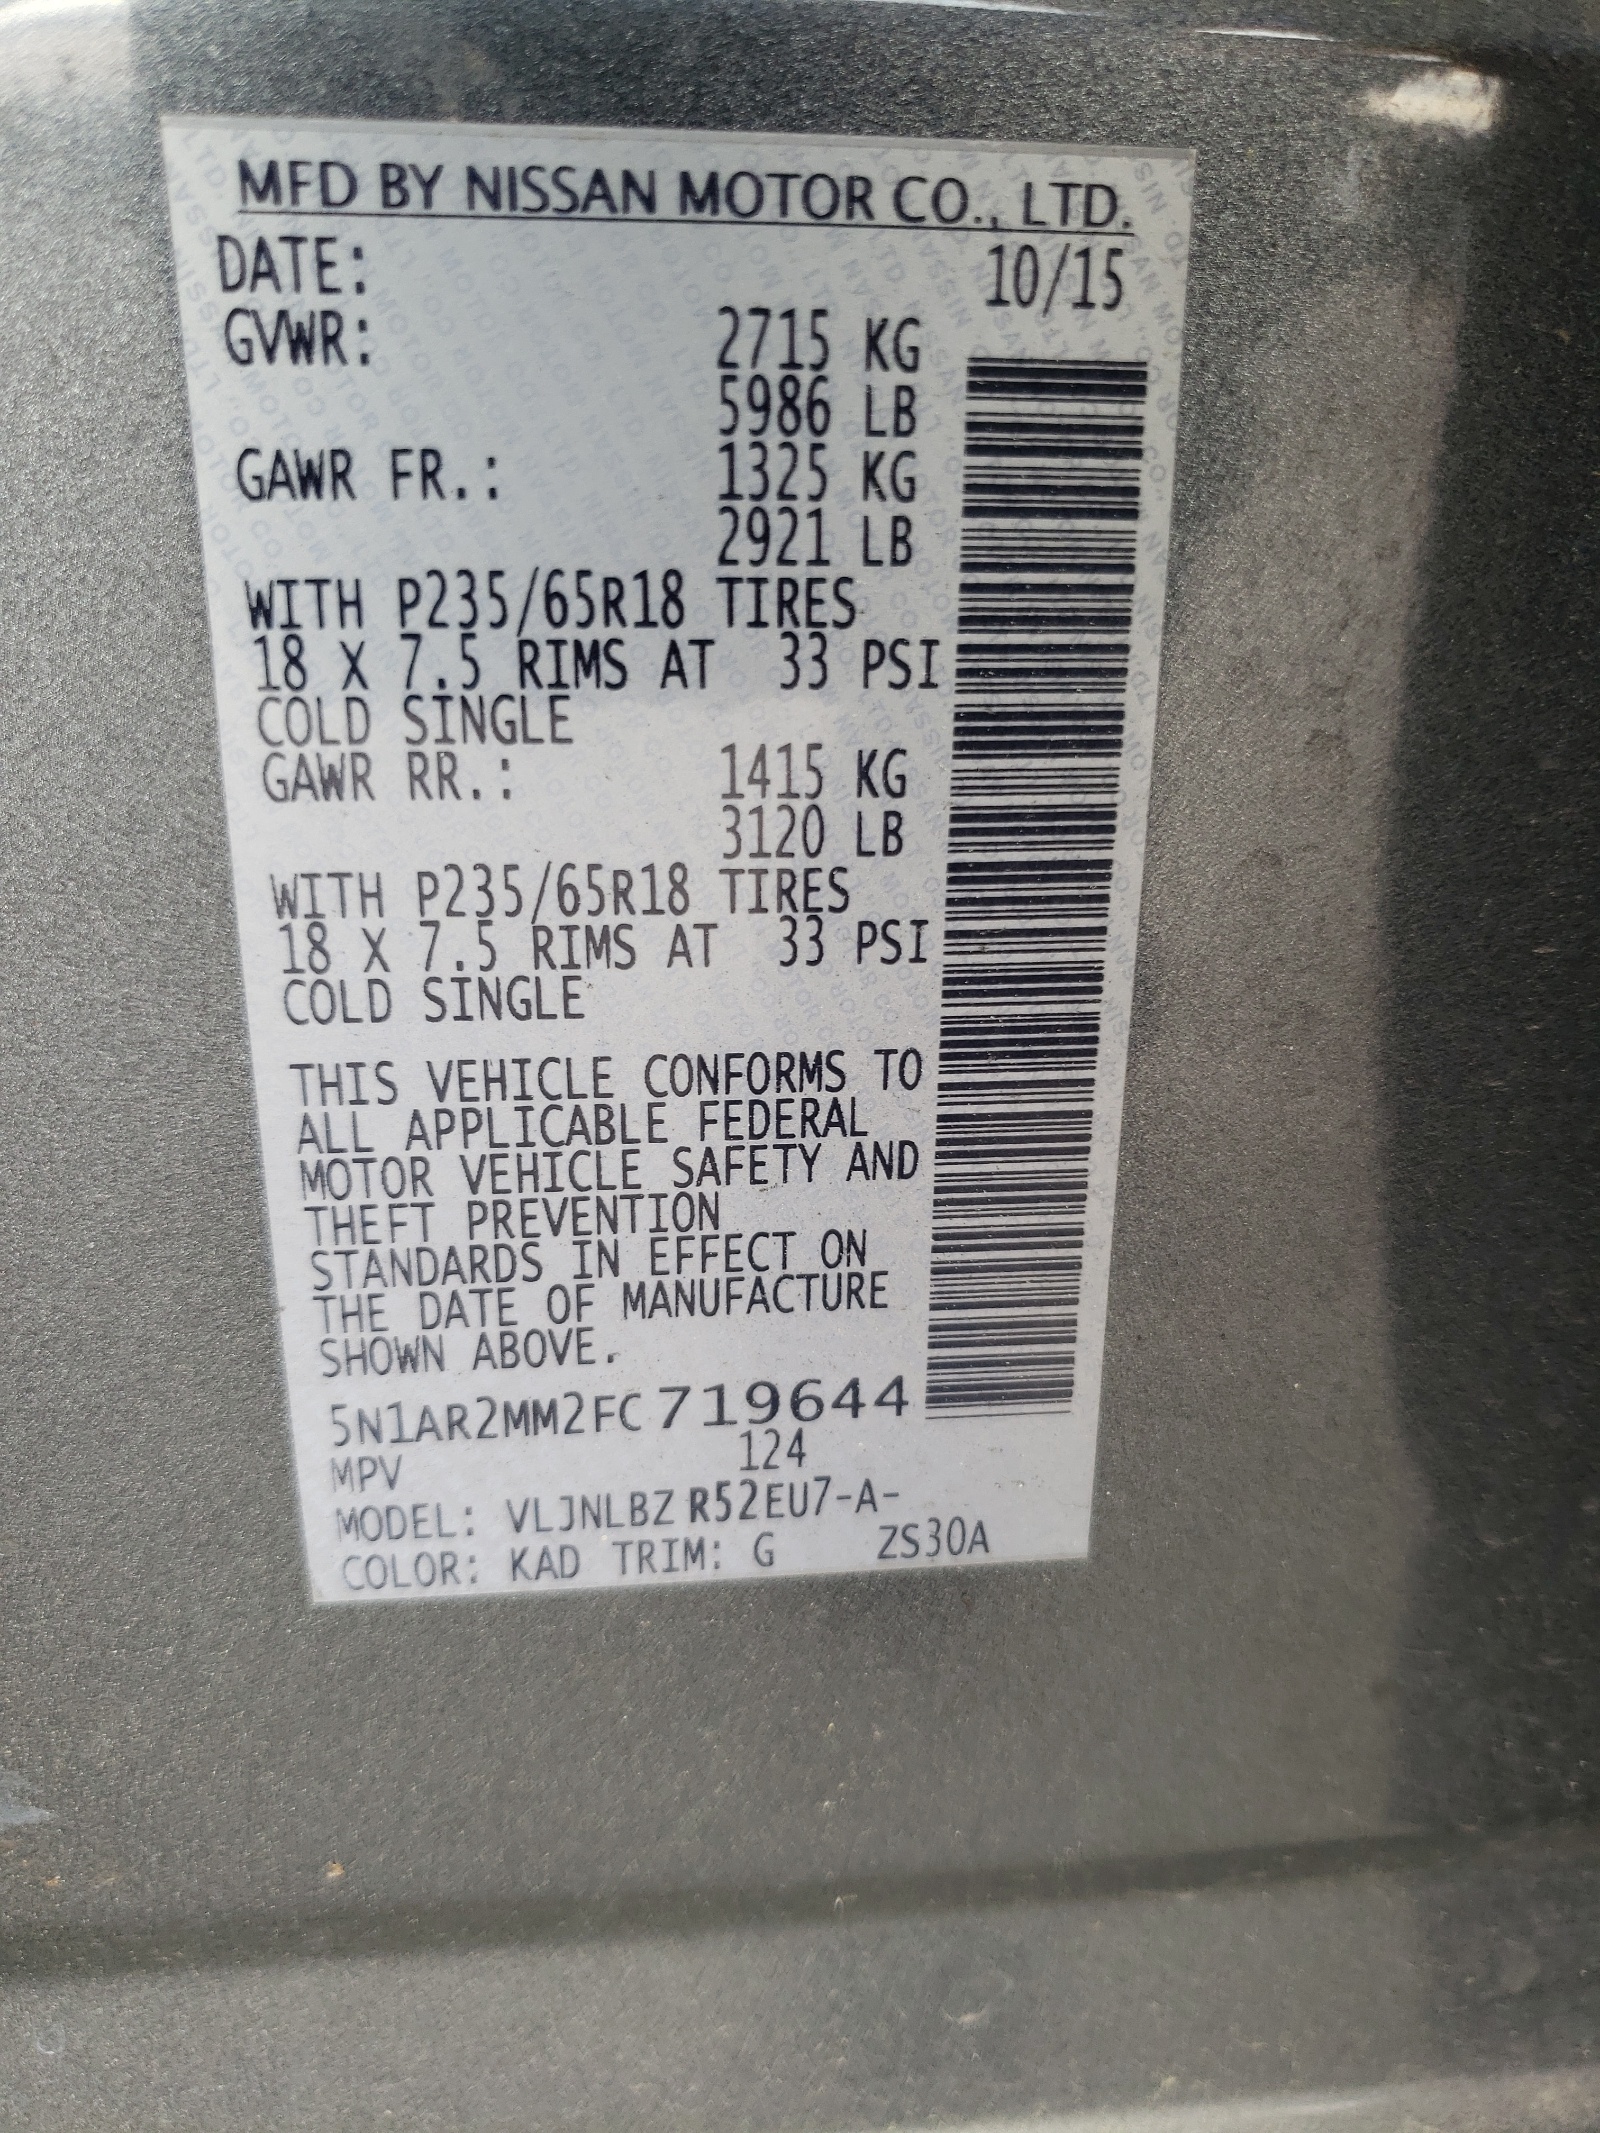 MFD BY NISSAN MOTOR CO., LTD.
DATE: 10/15
GVWR: 2715 KG
5986 LB
GAWR FR.: 1325 KG
2921 LB
WITH P235/65R18 TIRES
18 X 7.5 RIMS AT 33 PSI
COLD SINGLE
GAWR RR.: 1415 KG
3120 LB
WITH P235/65R18 TIRES
18 X 7.5 RIMS AT 33 PSI
COLD SINGLE
THIS VEHICLE CONFORMS TO
ALL APPLICABLE FEDERAL
MOTOR VEHICLE SAFETY AND
THEFT PREVENTION
STANDARDS IN EFFECT ON
THE DATE OF MANUFACTURE
SHOWN ABOVE.
5N1AR2MM2FC719644
MPV 124
MODEL: VLJNLBZ R52EU7-A-
COLOR: KAD TRIM: G ZS30A